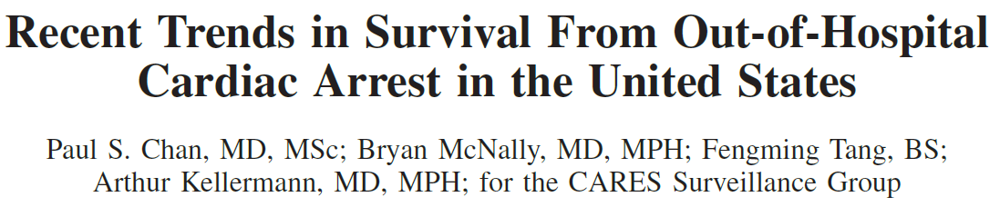 Recent Trends in Survival From Out-of-Hospital
Cardiac Arrest in the United States
Paul S. Chan, MD, MSc; Bryan McNally, MD, MPH; Fengming Tang, BS;
Arthur Kellermann, MD, MPH; for the CARES Surveillance Group